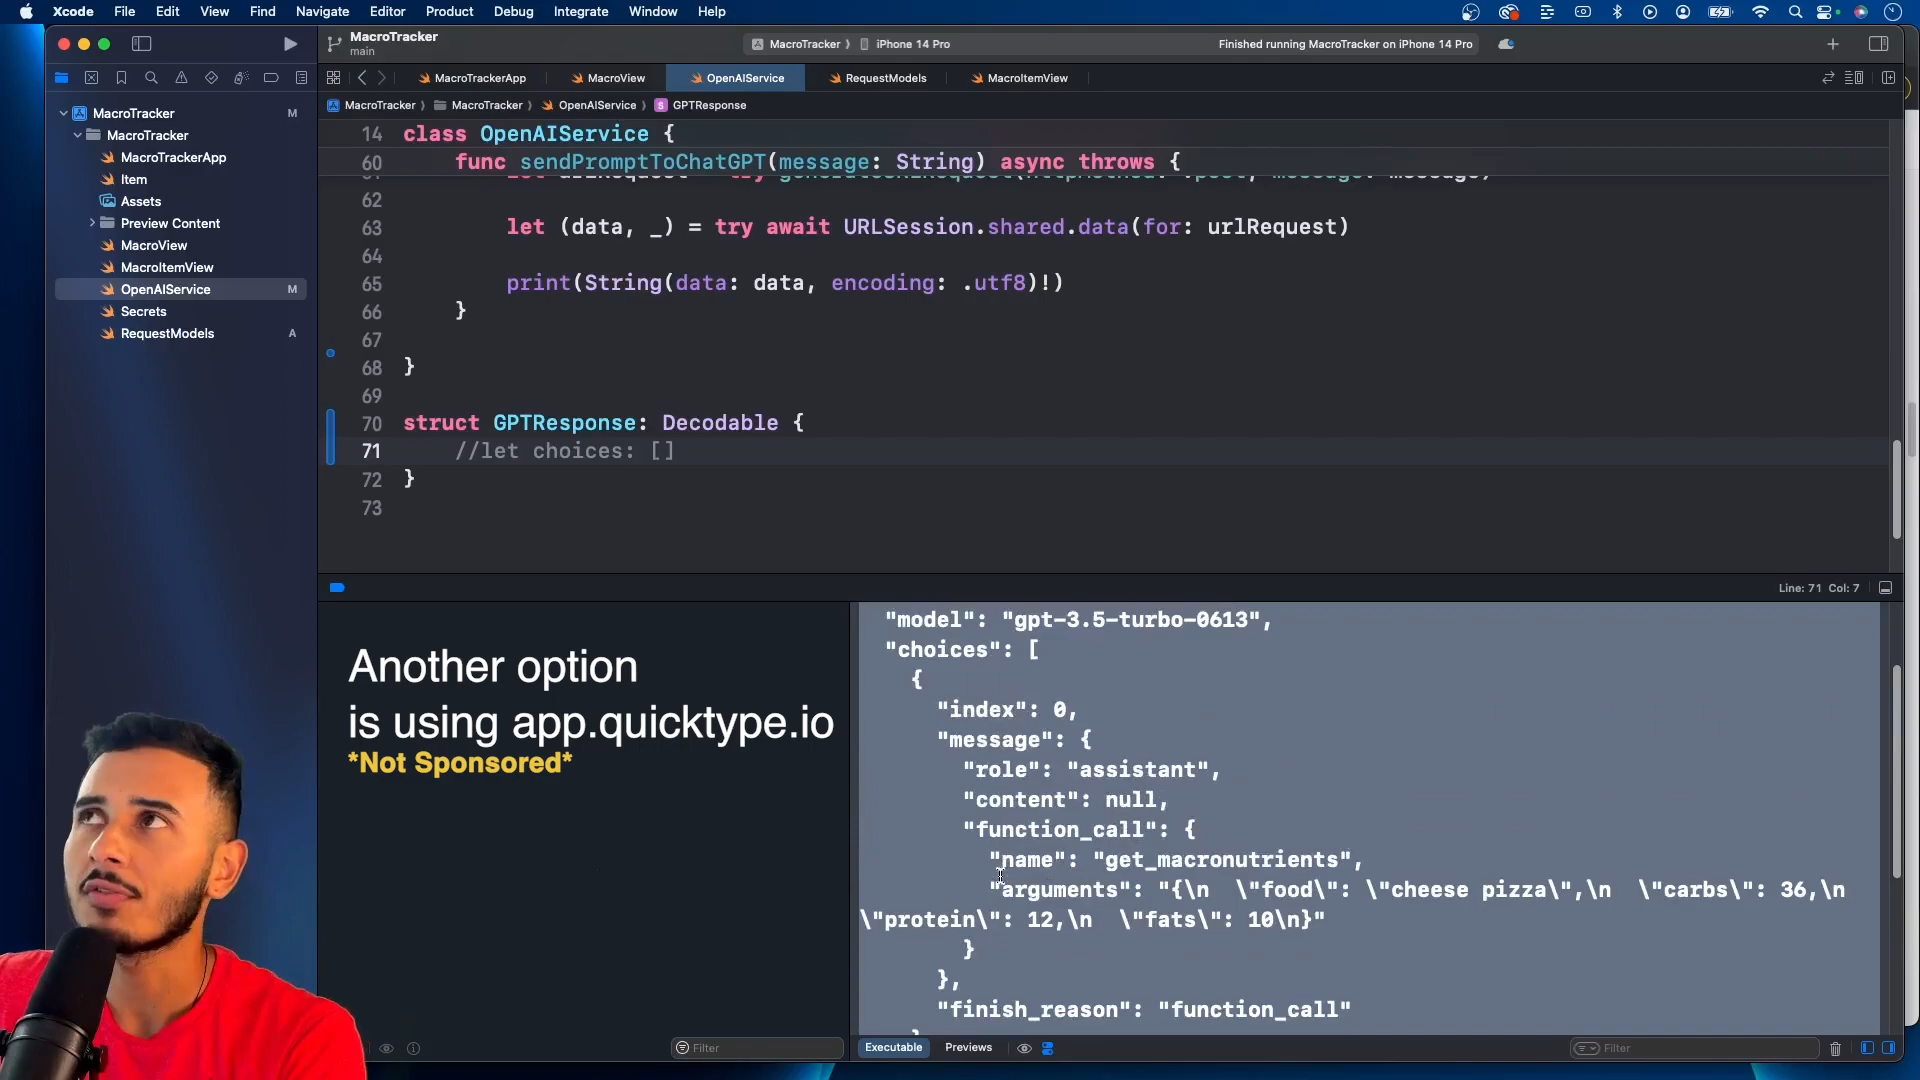 Xcode File Edit View Find Navigate Editor Product Debug Integrate Window Help
MacroTracker
main
MacroTracker ⟩ iPhone 14 Pro
Finished running MacroTracker on iPhone 14 Pro
MacroTrackerApp MacroView OpenAIService RequestModels MacroItemView
MacroTracker ⟩ MacroTracker ⟩ OpenAIService ⟩ S GPTResponse
MacroTracker M
MacroTracker
MacroTrackerApp
Item
Assets
Preview Content
MacroView
MacroItemView
OpenAIService M
Secrets
RequestModels A
14 class OpenAIService {
60 func sendPromptToChatGPT(message: String) async throws {
62
63 let (data, _) = try await URLSession.shared.data(for: urlRequest)
64
65 print(String(data: data, encoding: .utf8)!)
66 }
67
68 }
69
70 struct GPTResponse: Decodable {
71 //let choices: []
72 }
73
Line: 71 Col: 7
Another option
is using app.quicktype.io
*Not Sponsored*
Filter
"model": "gpt-3.5-turbo-0613",
"choices": [
{
"index": 0,
"message": {
"role": "assistant",
"content": null,
"function_call": {
"name": "get_macronutrients",
"arguments": "{\n \"food\": \"cheese pizza\",\n \"carbs\": 36,\n
\"protein\": 12,\n \"fats\": 10\n}"
}
},
"finish_reason": "function_call"
Executable Previews
Filter